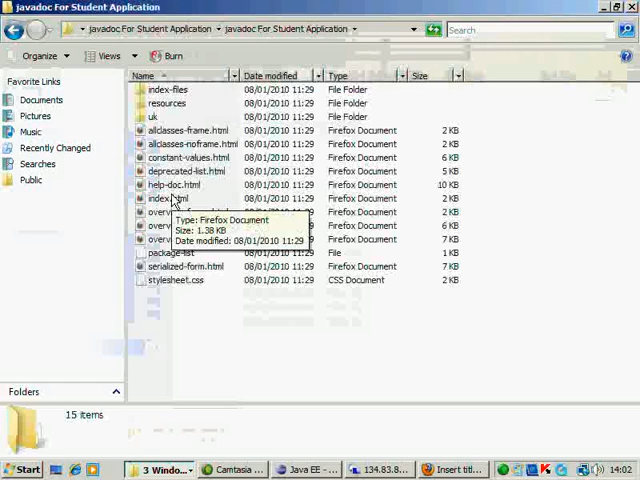 javadoc For Student Application
javadoc For Student Application
javadoc For Student Application
Search
Organize
Views
Burn
Favorite Links
Documents
Pictures
Music
Recently Changed
Searches
Public
Name
Date modified
Type
Size
index-files 08/01/2010 11:29 File Folder
resources 08/01/2010 11:29 File Folder
uk 08/01/2010 11:29 File Folder
allclasses-frame.html 08/01/2010 11:29 Firefox Document 2 KB
allclasses-noframe.html 08/01/2010 11:29 Firefox Document 2 KB
constant-values.html 08/01/2010 11:29 Firefox Document 6 KB
deprecated-list.html 08/01/2010 11:29 Firefox Document 5 KB
help-doc.html 08/01/2010 11:29 Firefox Document 10 KB
index.html 08/01/2010 11:29 Firefox Document 2 KB
Firefox Document 2 KB
Firefox Document 6 KB
Firefox Document 7 KB
Type: Firefox Document
Size: 1.38 KB
Date modified: 08/01/2010 11:29
package-list 08/01/2010 11:29 File 1 KB
serialized-form.html 08/01/2010 11:29 Firefox Document 7 KB
stylesheet.css 08/01/2010 11:29 CSS Document 2 KB
Folders
15 items
Start
3 Windo...
Camtasia ...
Java EE - ...
134.83.8...
Insert titl...
14:02